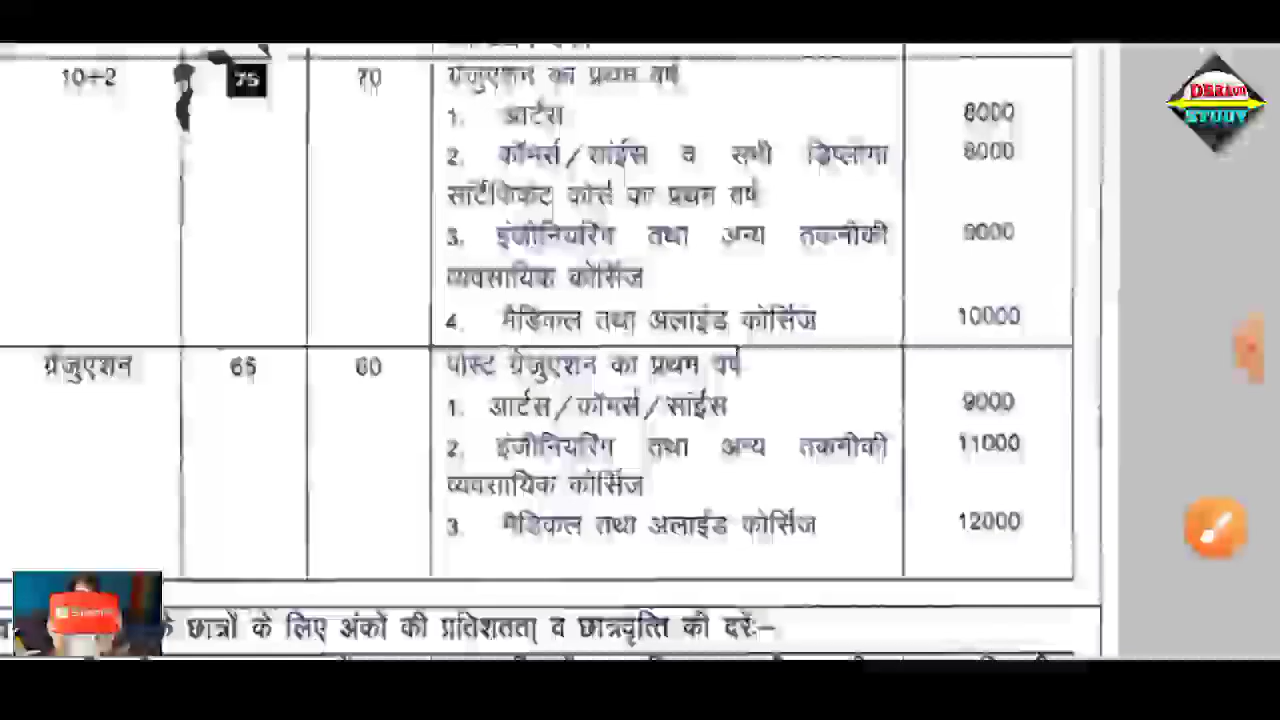 10+2 75 70 ग्रेजुएशन का प्रथम वर्ष
1. आर्टस 8000
2. कॉमर्स/सांईस व सभी डिप्लोमा 8000
सर्टिफिकेट कोर्स का प्रथम वर्ष
3. इंजीनियरिंग तथा अन्य तकनीकी 9000
व्यवसायिक कोर्सिज
4. मैडिकल तथा अलाईड कोर्सिज 10000
ग्रेजुएशन 65 60 पोस्ट ग्रेजुएशन का प्रथम वर्ष
1. आर्टस/कॉमर्स/सांईस 9000
2. इंजीनियरिंग तथा अन्य तकनीकी 11000
व्यवसायिक कोर्सिज
3. मैडिकल तथा अलाईड कोर्सिज 12000
के छात्रों के लिए अंकों की प्रतिशतता व छात्रवृत्ति की दरें:-
STUDY